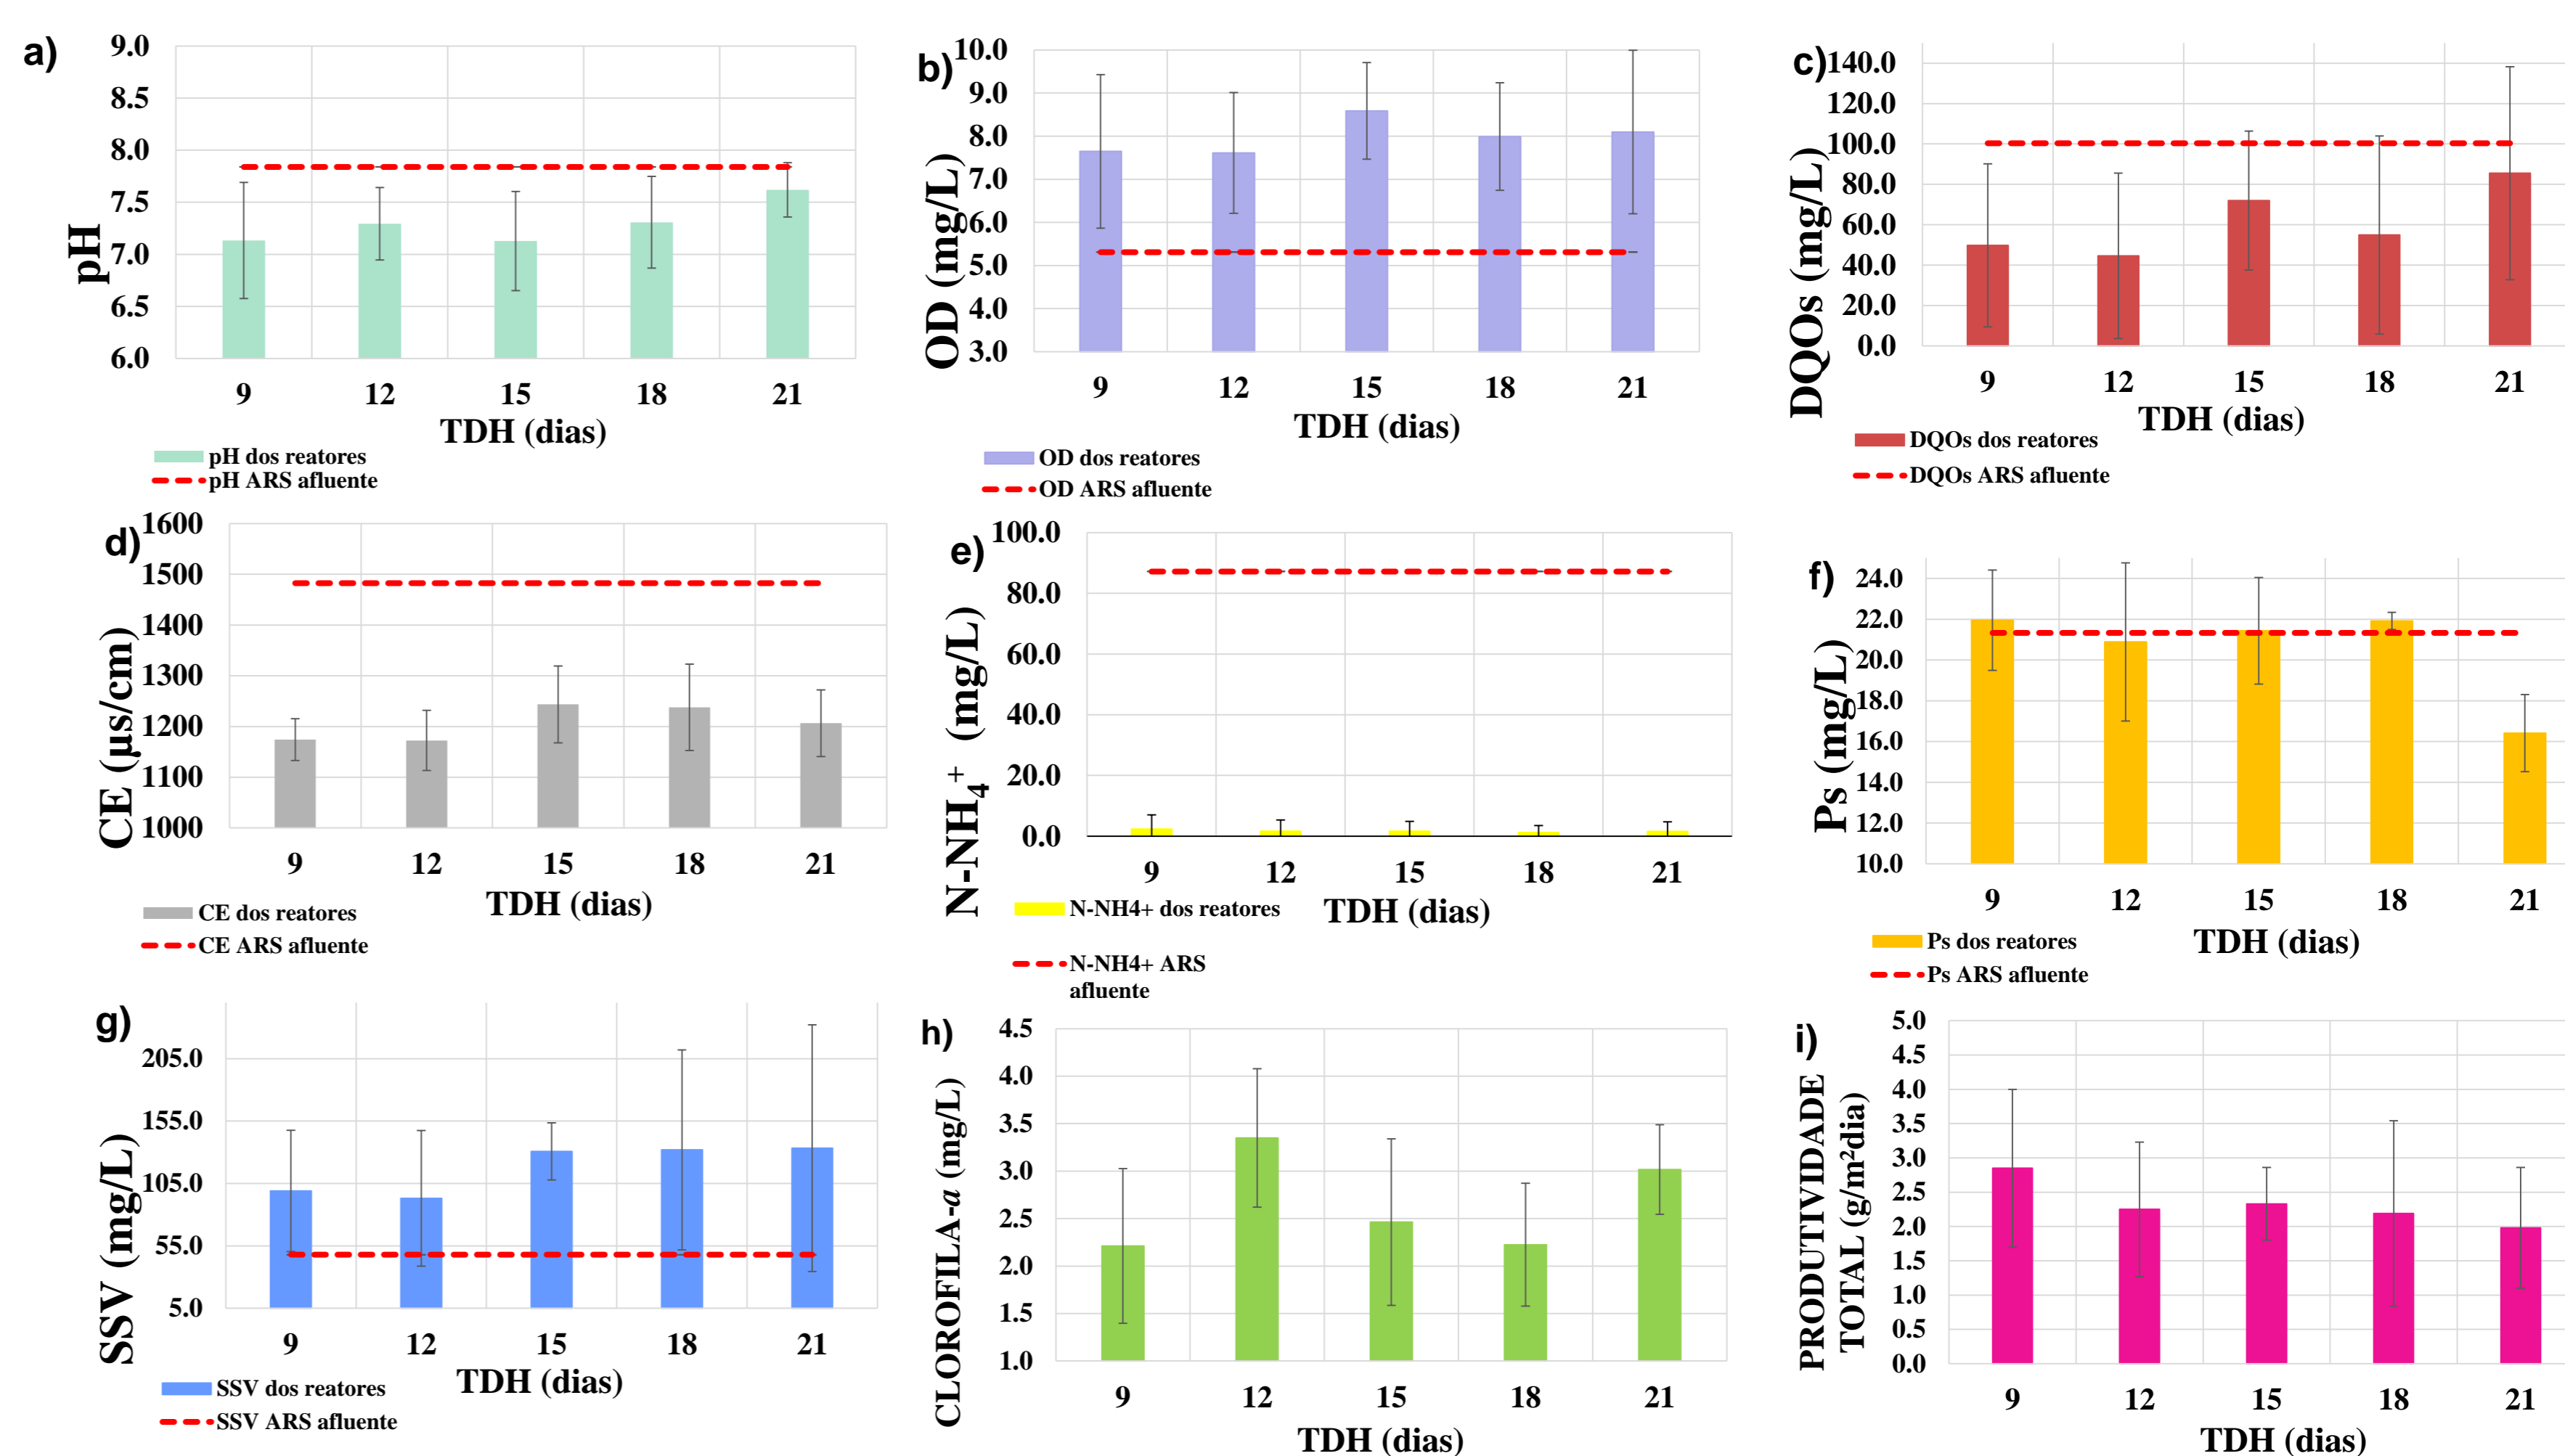 a)
9.0
8.5
8.0
7.5
7.0
6.5
6.0
pH
9 12 15 18 21
TDH (dias)
pH dos reatores
pH ARS afluente
b)
10.0
9.0
8.0
7.0
6.0
5.0
4.0
3.0
OD (mg/L)
9 12 15 18 21
TDH (dias)
OD dos reatores
OD ARS afluente
c)
140.0
120.0
100.0
80.0
60.0
40.0
20.0
0.0
DQOs (mg/L)
9 12 15 18 21
TDH (dias)
DQOs dos reatores
DQOs ARS afluente
d)
1600
1500
1400
1300
1200
1100
1000
CE (µs/cm)
9 12 15 18 21
TDH (dias)
CE dos reatores
CE ARS afluente
e)
100.0
80.0
60.0
40.0
20.0
0.0
N-NH₄⁺ (mg/L)
9 12 15 18 21
TDH (dias)
N-NH4+ dos reatores
N-NH4+ ARS
afluente
f)
24.0
22.0
20.0
18.0
16.0
14.0
12.0
10.0
Ps (mg/L)
9 12 15 18 21
TDH (dias)
Ps dos reatores
Ps ARS afluente
g)
205.0
155.0
105.0
55.0
5.0
SSV (mg/L)
9 12 15 18 21
TDH (dias)
SSV dos reatores
SSV ARS afluente
h)
4.5
4.0
3.5
3.0
2.5
2.0
1.5
1.0
CLOROFILA-a (mg/L)
9 12 15 18 21
TDH (dias)
i)
5.0
4.5
4.0
3.5
3.0
2.5
2.0
1.5
1.0
0.5
0.0
PRODUTIVIDADE
TOTAL (g/m²dia)
9 12 15 18 21
TDH (dias)